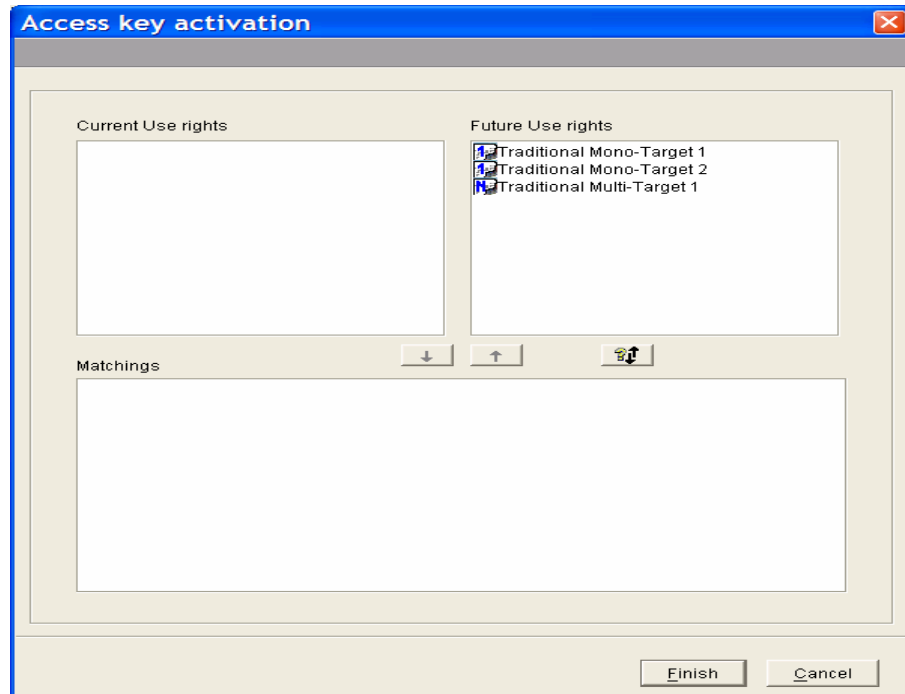 Access key activation
Current Use rights
Future Use rights
Traditional Mono-Target 1
Traditional Mono-Target 2
Traditional Multi-Target 1
Matchings
Finish
Cancel